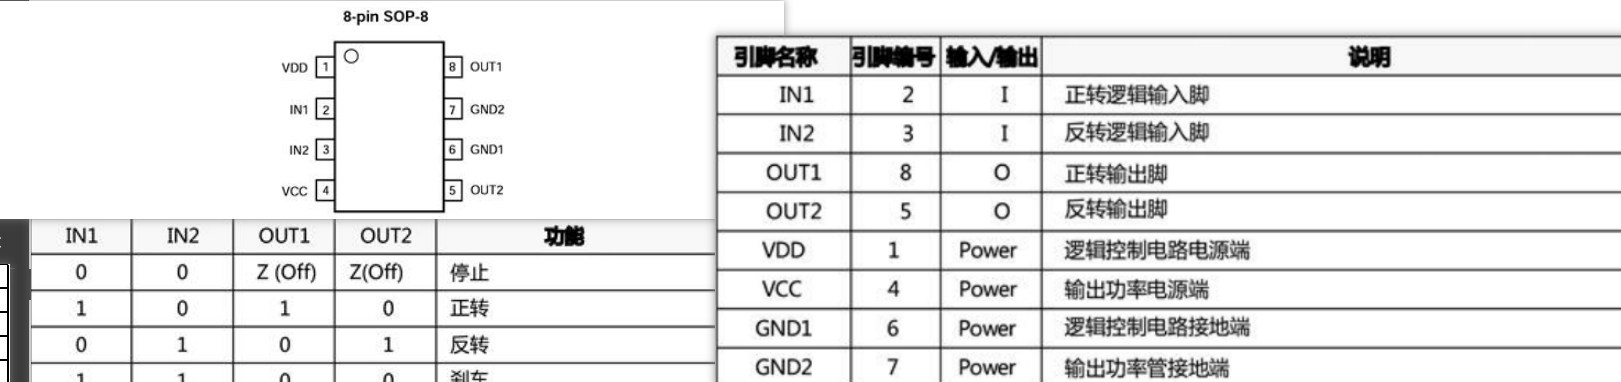 8-pin SOP-8
VDD 1 8 OUT1
IN1 2 7 GND2
IN2 3 6 GND1
VCC 4 5 OUT2
IN1 IN2 OUT1 OUT2 功能
0 0 Z (Off) Z(Off) 停止
1 0 1 0 正转
0 1 0 1 反转
1 1 0 0 刹车
引脚名称 引脚编号 输入/输出 说明
IN1 2 I 正转逻辑输入脚
IN2 3 I 反转逻辑输入脚
OUT1 8 O 正转输出脚
OUT2 5 O 反转输出脚
VDD 1 Power 逻辑控制电路电源端
VCC 4 Power 输出功率电源端
GND1 6 Power 逻辑控制电路接地端
GND2 7 Power 输出功率管接地端